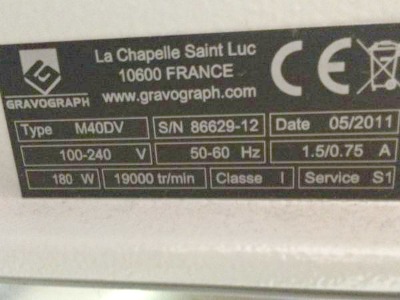 GRAVOGRAPH
La Chapelle Saint Luc
10600 FRANCE
www.gravograph.com
CE
Type M40DV S/N 86629-12 Date 05/2011
100-240 V 50-60 Hz 1.5/0.75 A
180 W 19000 tr/min Classe I Service S1